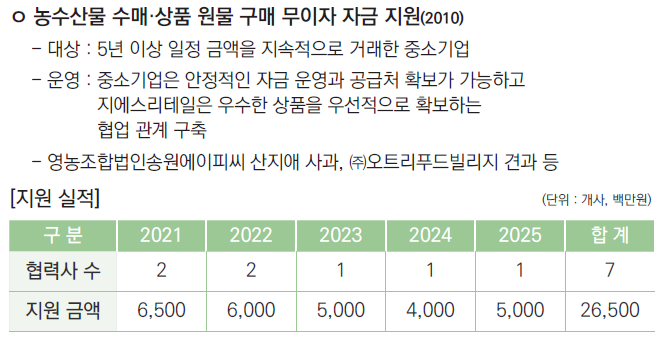 ㅇ 농수산물 수매·상품 원물 구매 무이자 자금 지원(2010)
– 대상 : 5년 이상 일정 금액을 지속적으로 거래한 중소기업
– 운영 : 중소기업은 안정적인 자금 운영과 공급처 확보가 가능하고
지에스리테일은 우수한 상품을 우선적으로 확보하는
협업 관계 구축
– 영농조합법인송원에이피씨 산지애 사과, ㈜오트리푸드빌리지 견과 등
[지원 실적] (단위 : 개사, 백만원)
구 분 2021 2022 2023 2024 2025 합 계
협력사 수 2 2 1 1 1 7
지원 금액 6,500 6,000 5,000 4,000 5,000 26,500